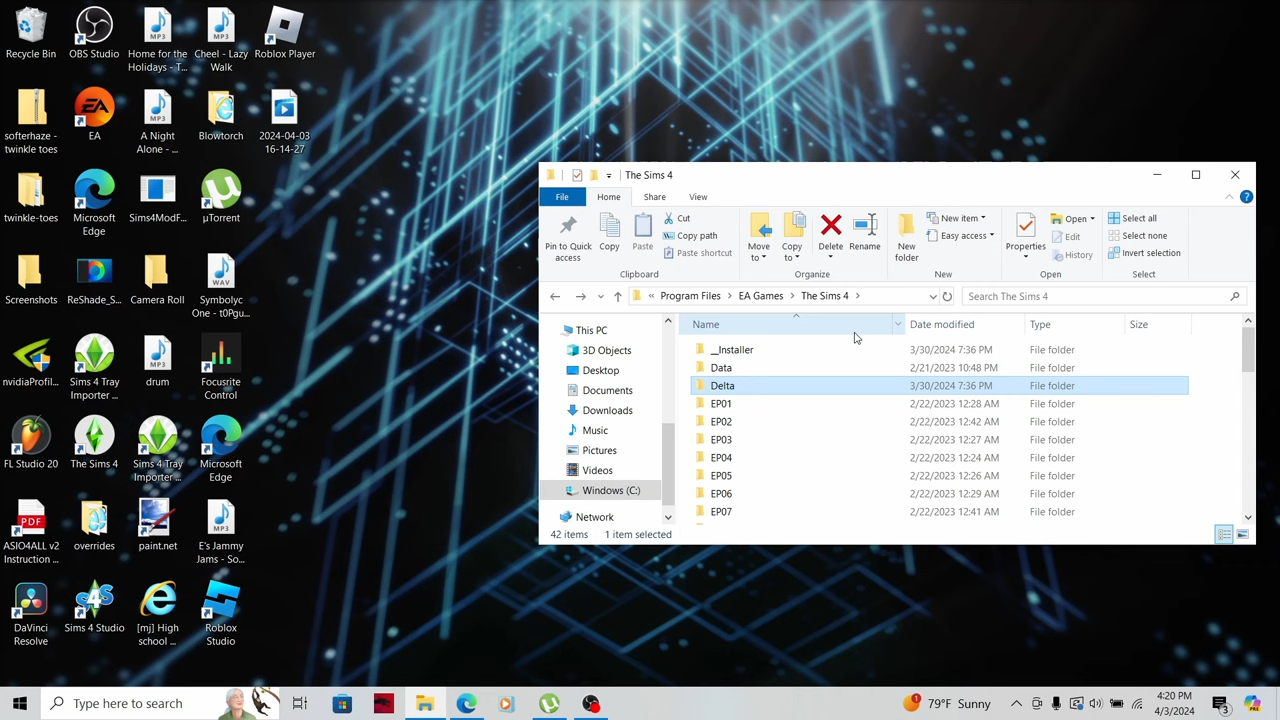 Recycle Bin
OBS Studio
Home for the
Holidays - T...
Cheel - Lazy
Walk
Roblox Player
softerhaze -
twinkle toes
EA
A Night
Alone - ...
Blowtorch
2024-04-03
16-14-27
twinkle-toes
Microsoft
Edge
Sims4ModF...
µTorrent
Screenshots
ReShade_S...
Camera Roll
Symbolyc
One - t0Pgu...
nvidiaProfil...
Sims 4 Tray
Importer ...
drum
Focusrite
Control
FL Studio 20
The Sims 4
Sims 4 Tray
Importer ...
Microsoft
Edge
ASIO4ALL v2
Instruction ...
overrides
paint.net
E's Jammy
Jams - So...
DaVinci
Resolve
Sims 4 Studio
[mj] High
school ...
Roblox
Studio
The Sims 4
File
Home
Share
View
Pin to Quick
access
Copy
Paste
Cut
Copy path
Paste shortcut
Clipboard
Move
to
Copy
to
Delete
Rename
Organize
New
folder
New item
Easy access
New
Properties
Open
Edit
History
Open
Select all
Select none
Invert selection
Select
« Program Files > EA Games > The Sims 4 >
Search The Sims 4
This PC
3D Objects
Desktop
Documents
Downloads
Music
Pictures
Videos
Windows (C:)
Network
Name Date modified Type Size
__Installer 3/30/2024 7:36 PM File folder
Data 2/21/2023 10:48 PM File folder
Delta 3/30/2024 7:36 PM File folder
EP01 2/22/2023 12:28 AM File folder
EP02 2/22/2023 12:42 AM File folder
EP03 2/22/2023 12:27 AM File folder
EP04 2/22/2023 12:24 AM File folder
EP05 2/22/2023 12:26 AM File folder
EP06 2/22/2023 12:29 AM File folder
EP07 2/22/2023 12:41 AM File folder
42 items 1 item selected
Type here to search
1
79°F Sunny
4:20 PM
4/3/2024
3